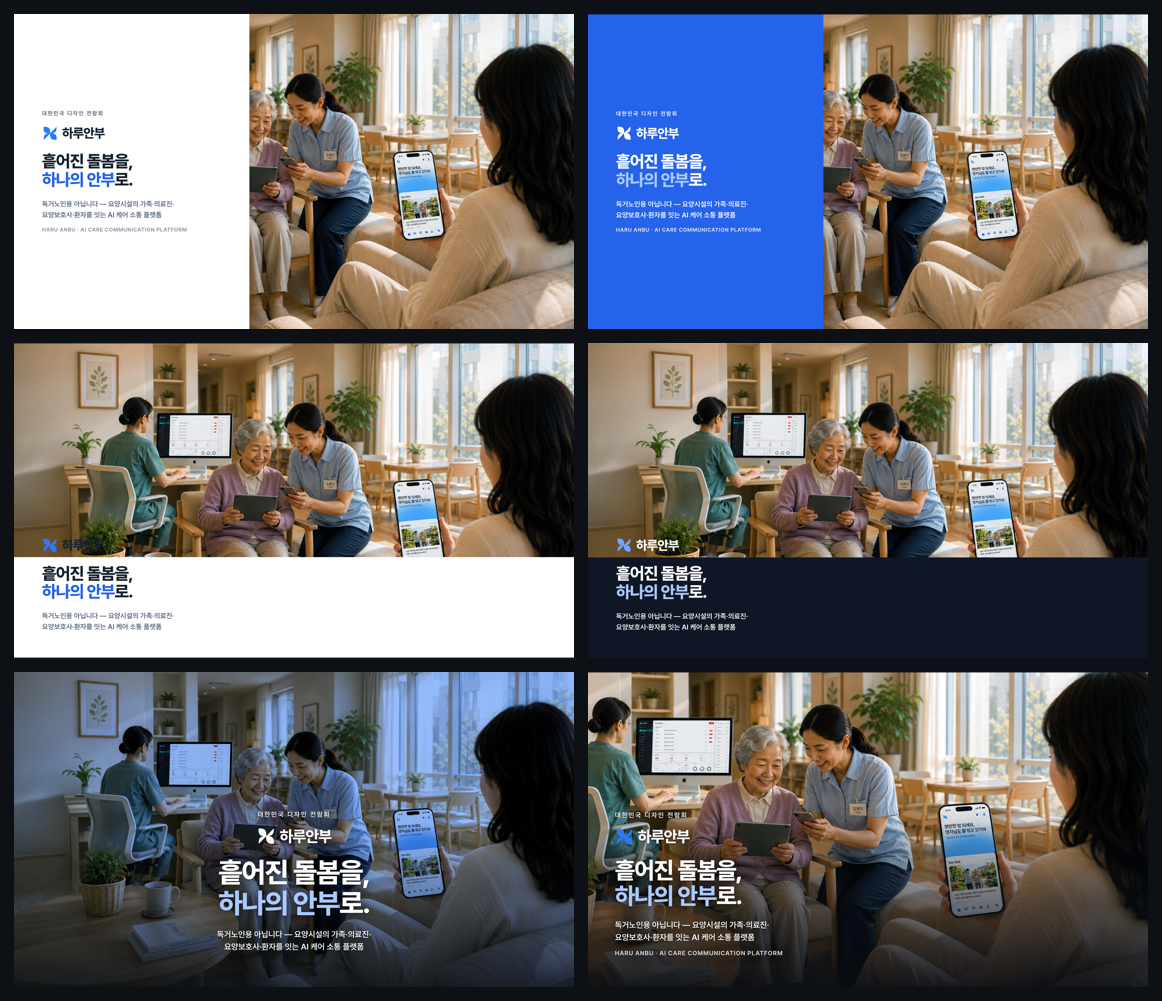 대한민국 디자인 전람회
하루안부
흩어진 돌봄을,
하나의 안부로.
독거노인용 아닙니다 — 요양시설의 가족·의료진·
요양보호사·환자를 잇는 AI 케어 소통 플랫폼
HARU ANBU · AI CARE COMMUNICATION PLATFORM
대한민국 디자인 전람회
하루안부
흩어진 돌봄을,
하나의 안부로.
독거노인용 아닙니다 — 요양시설의 가족·의료진·
요양보호사·환자를 잇는 AI 케어 소통 플랫폼
HARU ANBU · AI CARE COMMUNICATION PLATFORM
하루안부
흩어진 돌봄을,
하나의 안부로.
독거노인용 아닙니다 — 요양시설의 가족·의료진·
요양보호사·환자를 잇는 AI 케어 소통 플랫폼
하루안부
흩어진 돌봄을,
하나의 안부로.
독거노인용 아닙니다 — 요양시설의 가족·의료진·
요양보호사·환자를 잇는 AI 케어 소통 플랫폼
대한민국 디자인 전람회
하루안부
흩어진 돌봄을,
하나의 안부로.
독거노인용 아닙니다 — 요양시설의 가족·의료진·
요양보호사·환자를 잇는 AI 케어 소통 플랫폼
대한민국 디자인 전람회
하루안부
흩어진 돌봄을,
하나의 안부로.
독거노인용 아닙니다 — 요양시설의 가족·의료진·
요양보호사·환자를 잇는 AI 케어 소통 플랫폼
HARU ANBU · AI CARE COMMUNICATION PLATFORM